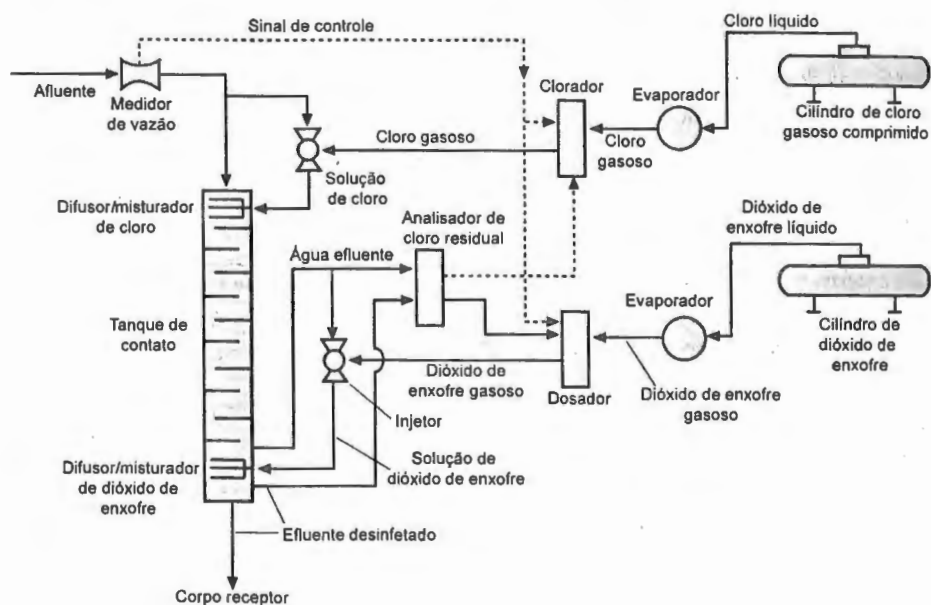 Sinal de controle
Cloro líquido
Afluente
Medidor
de vazão
Clorador
Evaporador
Cilíndro de cloro
gasoso comprimido
Cloro gasoso
Cloro
gasoso
Solução
de cloro
Difusor/misturador
de cloro
Analisador de
cloro residual
Dióxido de
enxofre líquido
Água efluente
Evaporador
Tanque de
contato
Cilíndro de
dióxido de
enxofre
Dióxido de
enxofre gasoso
Dosador
Dióxido de enxofre
gasoso
Injetor
Difusor/misturador
de dióxido de
enxofre
Solução de
dióxido de enxofre
Efluente desinfetado
Corpo receptor